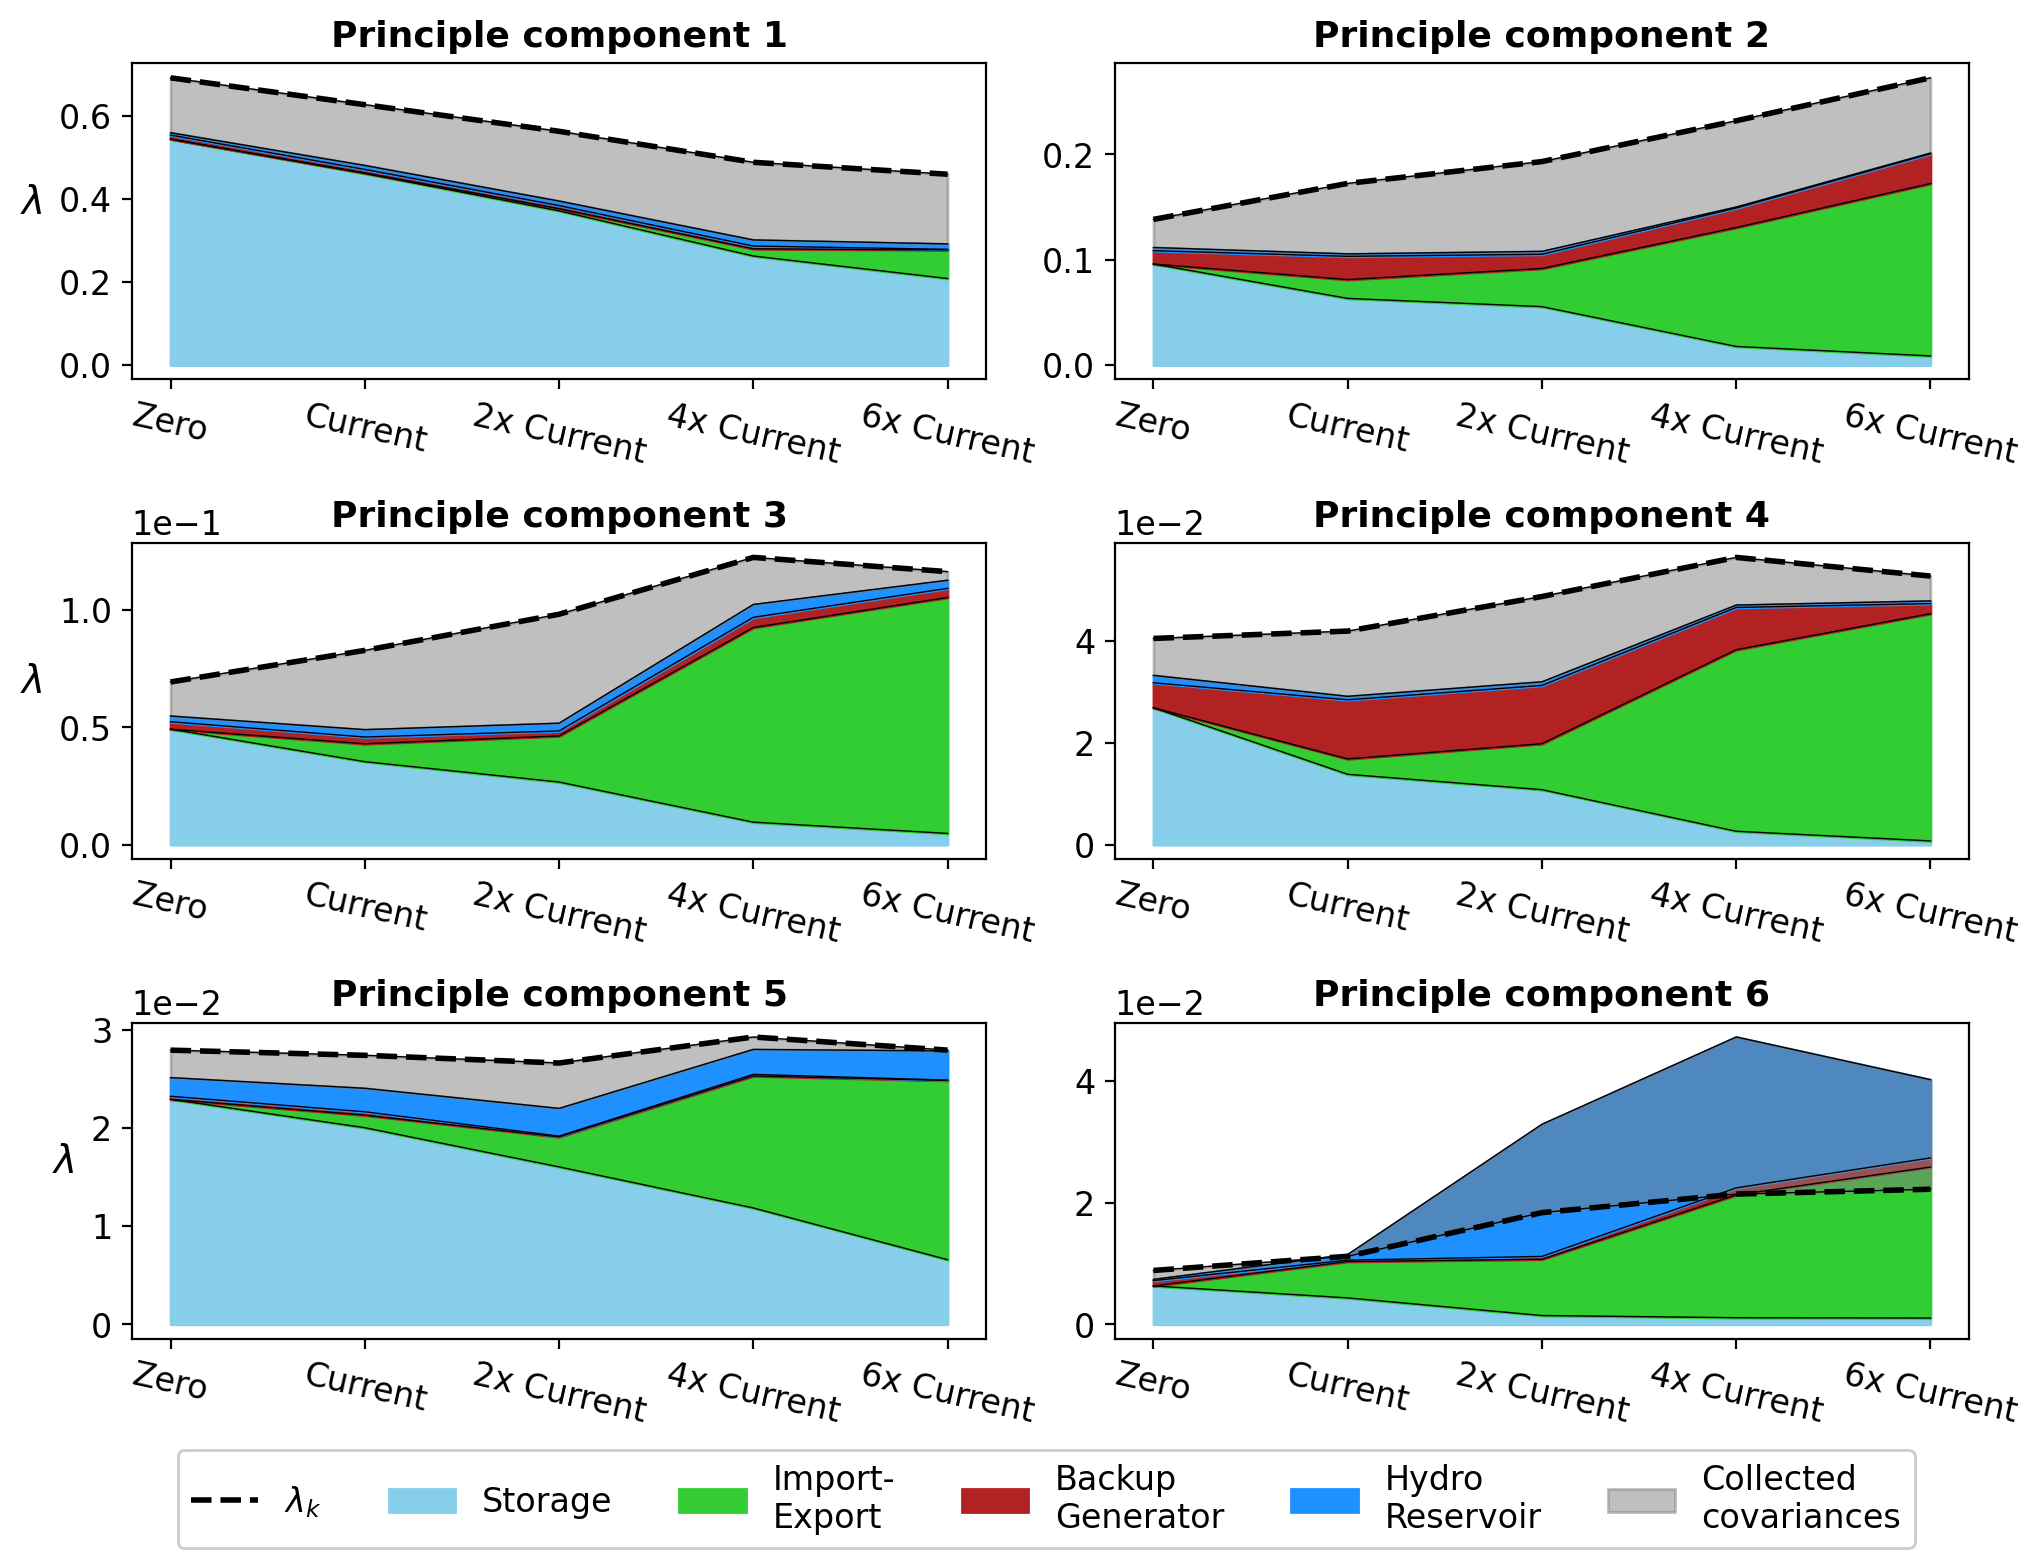 Principle component 1
λ
0.6
0.4
0.2
0.0
Zero
Current
2x Current
4x Current
6x Current
Principle component 2
0.2
0.1
0.0
Zero
Current
2x Current
4x Current
6x Current
Principle component 3
1e−1
λ
1.0
0.5
0.0
Zero
Current
2x Current
4x Current
6x Current
Principle component 4
1e−2
4
2
0
Zero
Current
2x Current
4x Current
6x Current
Principle component 5
1e−2
λ
3
2
1
0
Zero
Current
2x Current
4x Current
6x Current
Principle component 6
1e−2
4
2
0
Zero
Current
2x Current
4x Current
6x Current
λk
Storage
Import-
Export
Backup
Generator
Hydro
Reservoir
Collected
covariances